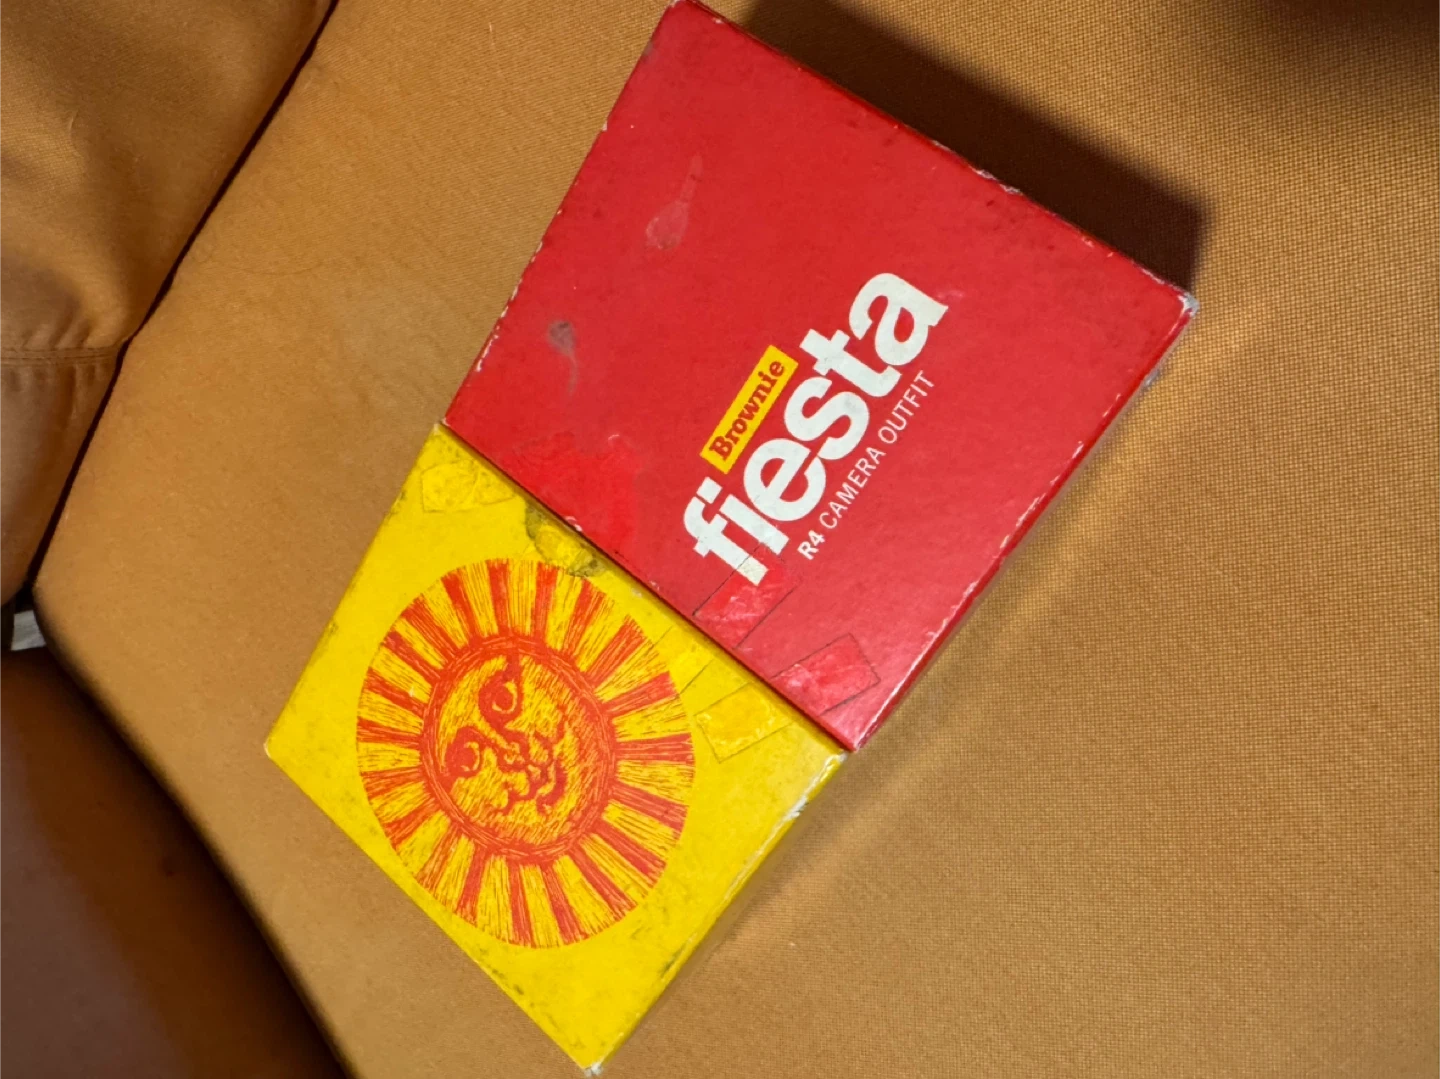 Brownie
fiesta
R4 CAMERA OUTFIT